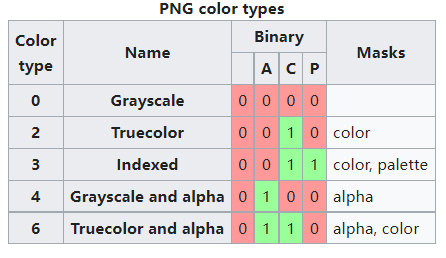 PNG color types
Color type Name Binary Masks
A C P
0 Grayscale 0 0 0 0
2 Truecolor 0 0 1 0 color
3 Indexed 0 0 1 1 color, palette
4 Grayscale and alpha 0 1 0 0 alpha
6 Truecolor and alpha 0 1 1 0 alpha, color